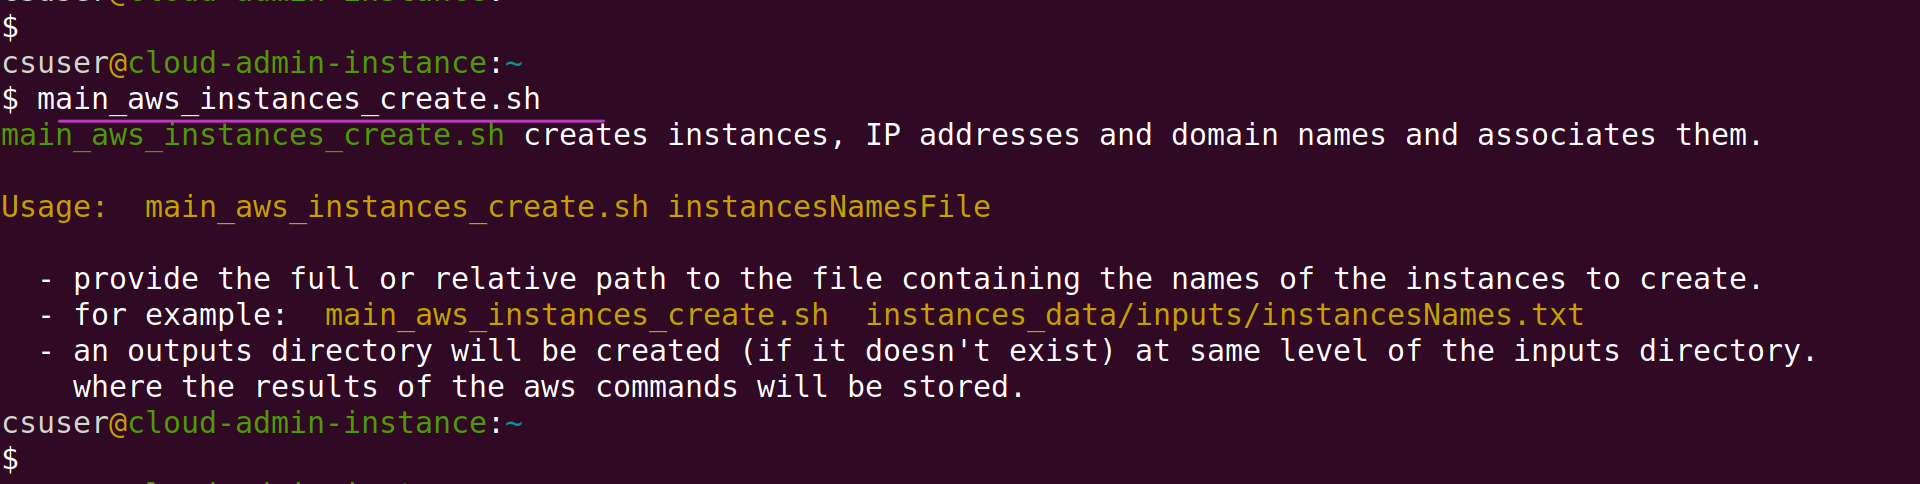 $
csuser@cloud-admin-instance:~
$ main_aws_instances_create.sh
main_aws_instances_create.sh creates instances, IP addresses and domain names and associates them.
Usage:  main_aws_instances_create.sh instancesNamesFile
- provide the full or relative path to the file containing the names of the instances to create.
- for example:  main_aws_instances_create.sh  instances_data/inputs/instancesNames.txt
- an outputs directory will be created (if it doesn't exist) at same level of the inputs directory.
where the results of the aws commands will be stored.
csuser@cloud-admin-instance:~
$